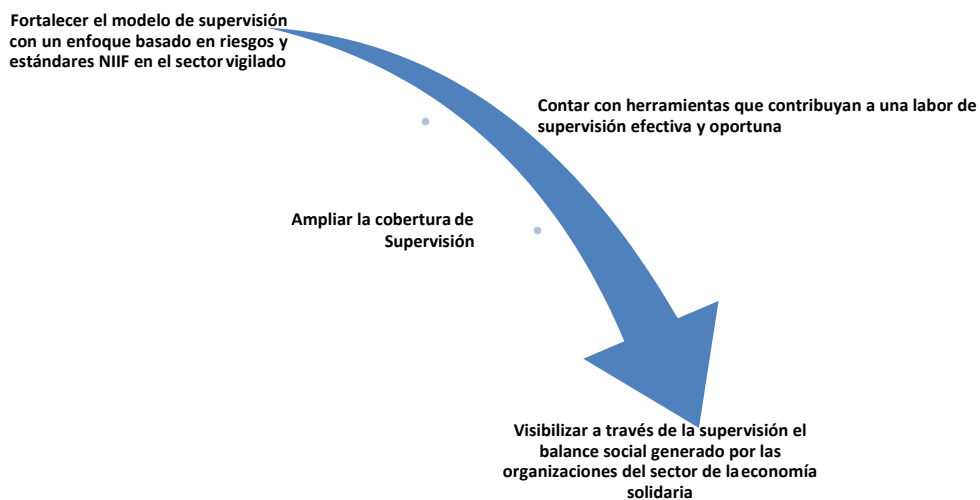 Fortalecer el modelo de supervisión
con un enfoque basado en riesgos y
estándares NIIF en el sector vigilado
Contar con herramientas que contribuyan a una labor de
supervisión efectiva y oportuna
Ampliar la cobertura de
Supervisión
Visibilizar a través de la supervisión el
balance social generado por las
organizaciones del sector de la economía
solidaria